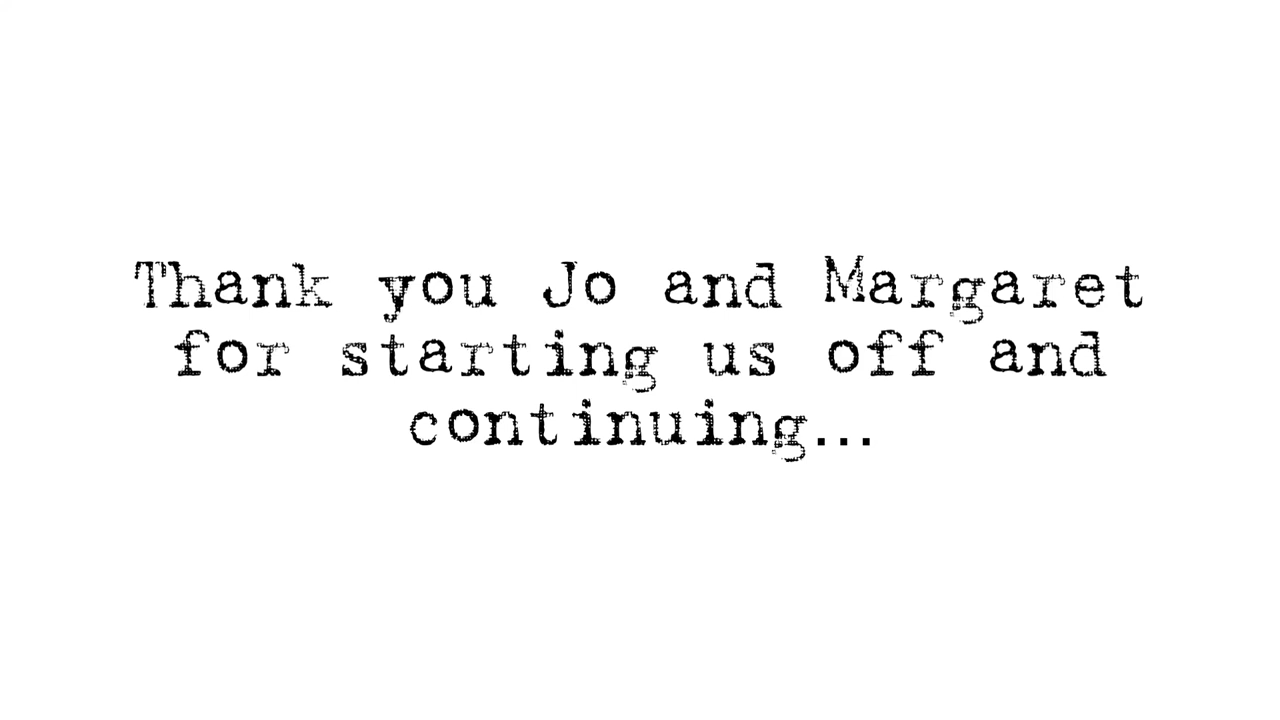 Thank you Jo and Margaret
for starting us off and
continuing...